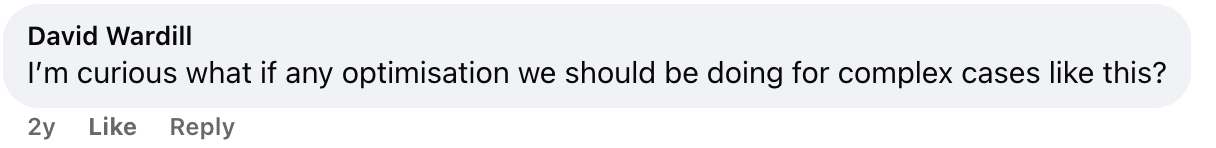 David Wardill
I’m curious what if any optimisation we should be doing for complex cases like this?
2y Like Reply